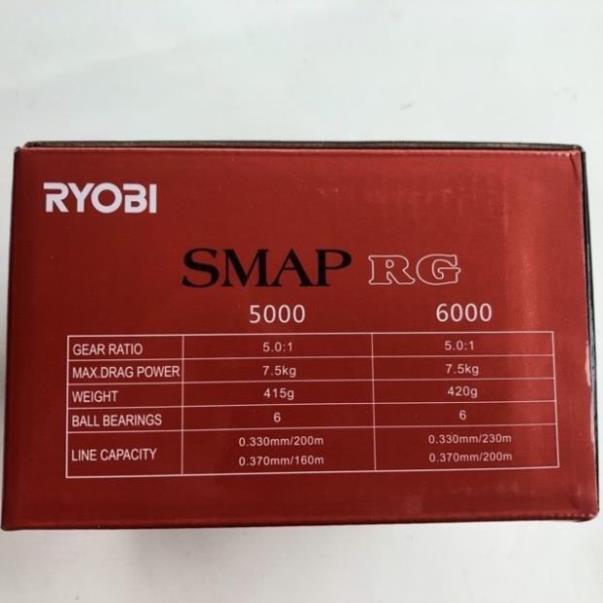 RYOBI
SMAP RG
5000 6000
GEAR RATIO 5.0:1 5.0:1
MAX.DRAG POWER 7.5kg 7.5kg
WEIGHT 415g 420g
BALL BEARINGS 6 6
LINE CAPACITY 0.330mm/200m 0.330mm/230m
0.370mm/160m 0.370mm/200m